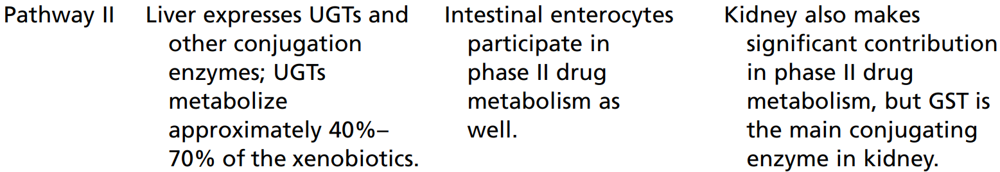 Pathway II
Liver expresses UGTs and
other conjugation
enzymes; UGTs
metabolize
approximately 40%–
70% of the xenobiotics.
Intestinal enterocytes
participate in
phase II drug
metabolism as
well.
Kidney also makes
significant contribution
in phase II drug
metabolism, but GST is
the main conjugating
enzyme in kidney.